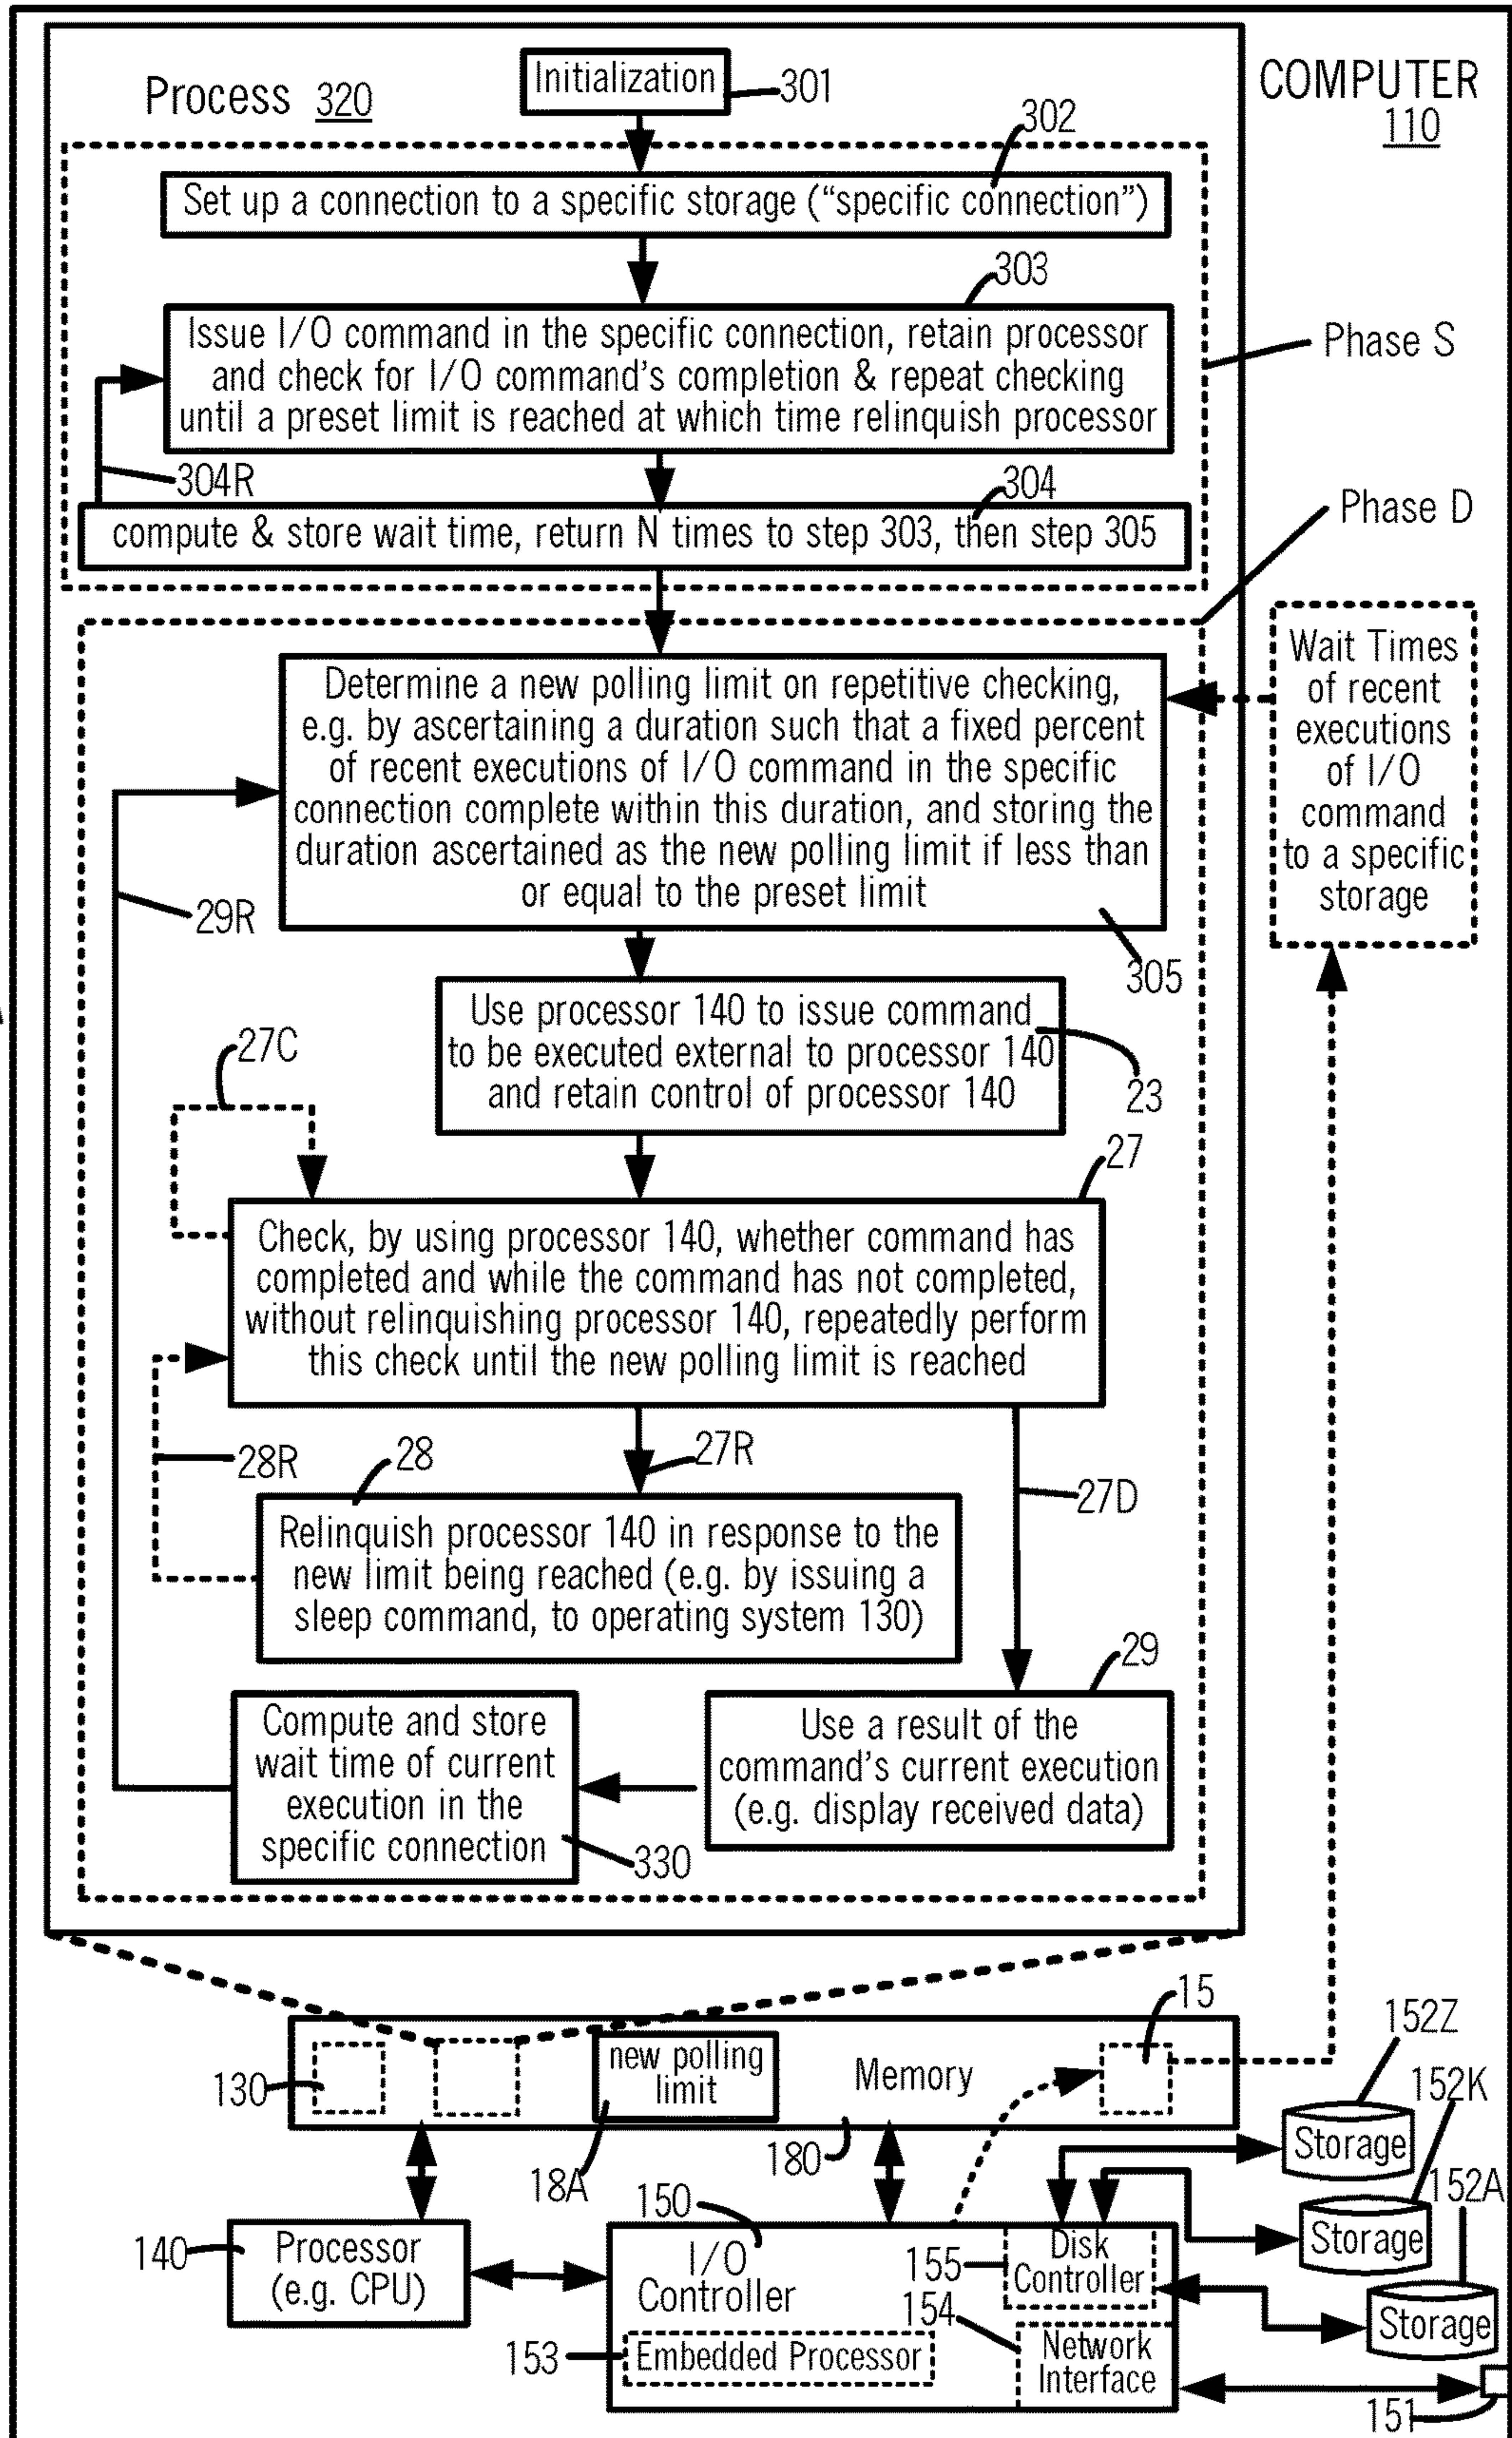 Initialization
301
COMPUTER
110
Process 320
302
Set up a connection to a specific storage (“specific connection”)
303
Issue I/O command in the specific connection, retain processor
and check for I/O command’s completion & repeat checking
until a preset limit is reached at which time relinquish processor
Phase S
304R
304
compute & store wait time, return N times to step 303, then step 305
Phase D
Determine a new polling limit on repetitive checking,
e.g. by ascertaining a duration such that a fixed percent
of recent executions of I/O command in the specific
connection complete within this duration, and storing the
duration ascertained as the new polling limit if less than
or equal to the preset limit
Wait Times
of recent
executions
of I/O
command
to a specific
storage
29R
305
Use processor 140 to issue command
to be executed external to processor 140
and retain control of processor 140
27C
23
27
Check, by using processor 140, whether command has
completed and while the command has not completed,
without relinquishing processor 140, repeatedly perform
this check until the new polling limit is reached
28R
28
27R
27D
Relinquish processor 140 in response to the
new limit being reached (e.g. by issuing a
sleep command, to operating system 130)
29
Compute and store
wait time of current
execution in the
specific connection
330
Use a result of the
command’s current execution
(e.g. display received data)
15
152Z
130
new polling
limit
Memory
152K
Storage
18A
180
152A
140
Processor
(e.g. CPU)
150
I/O
Controller
155
Disk
Controller
Storage
154
Storage
153
Embedded Processor
Network
Interface
151